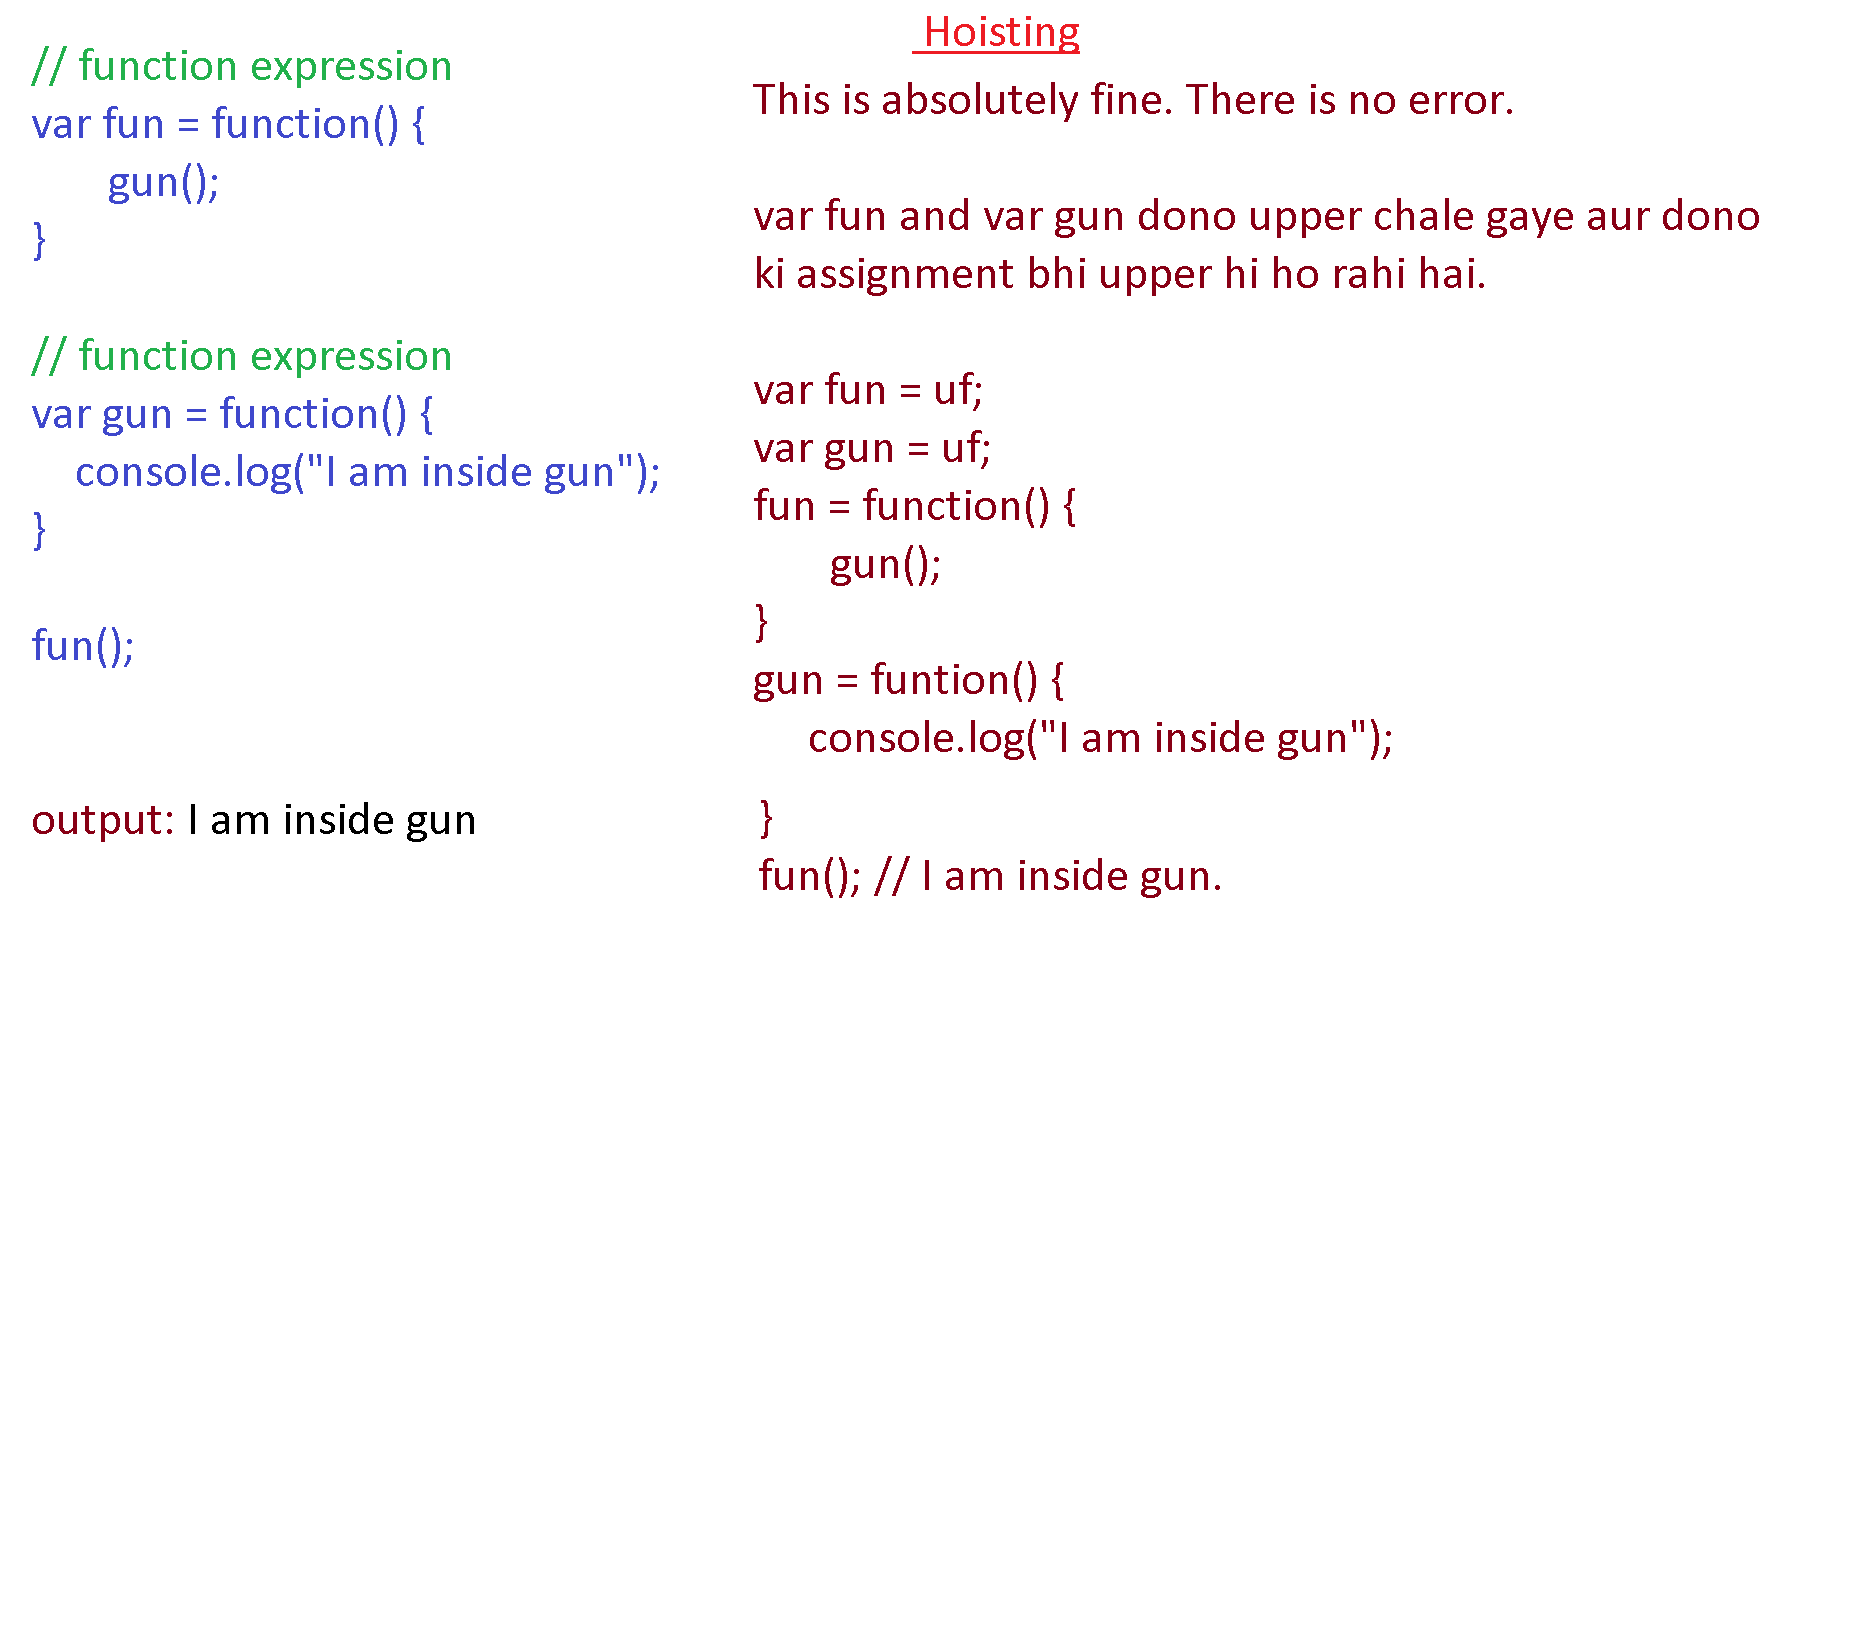 Hoisting
// function expression
var fun = function() {
gun();
}
// function expression
var gun = function() {
console.log("I am inside gun");
}
fun();
output: I am inside gun
This is absolutely fine. There is no error.
var fun and var gun dono upper chale gaye aur dono
ki assignment bhi upper hi ho rahi hai.
var fun = uf;
var gun = uf;
fun = function() {
gun();
}
gun = funtion() {
console.log("I am inside gun");
}
fun(); // I am inside gun.